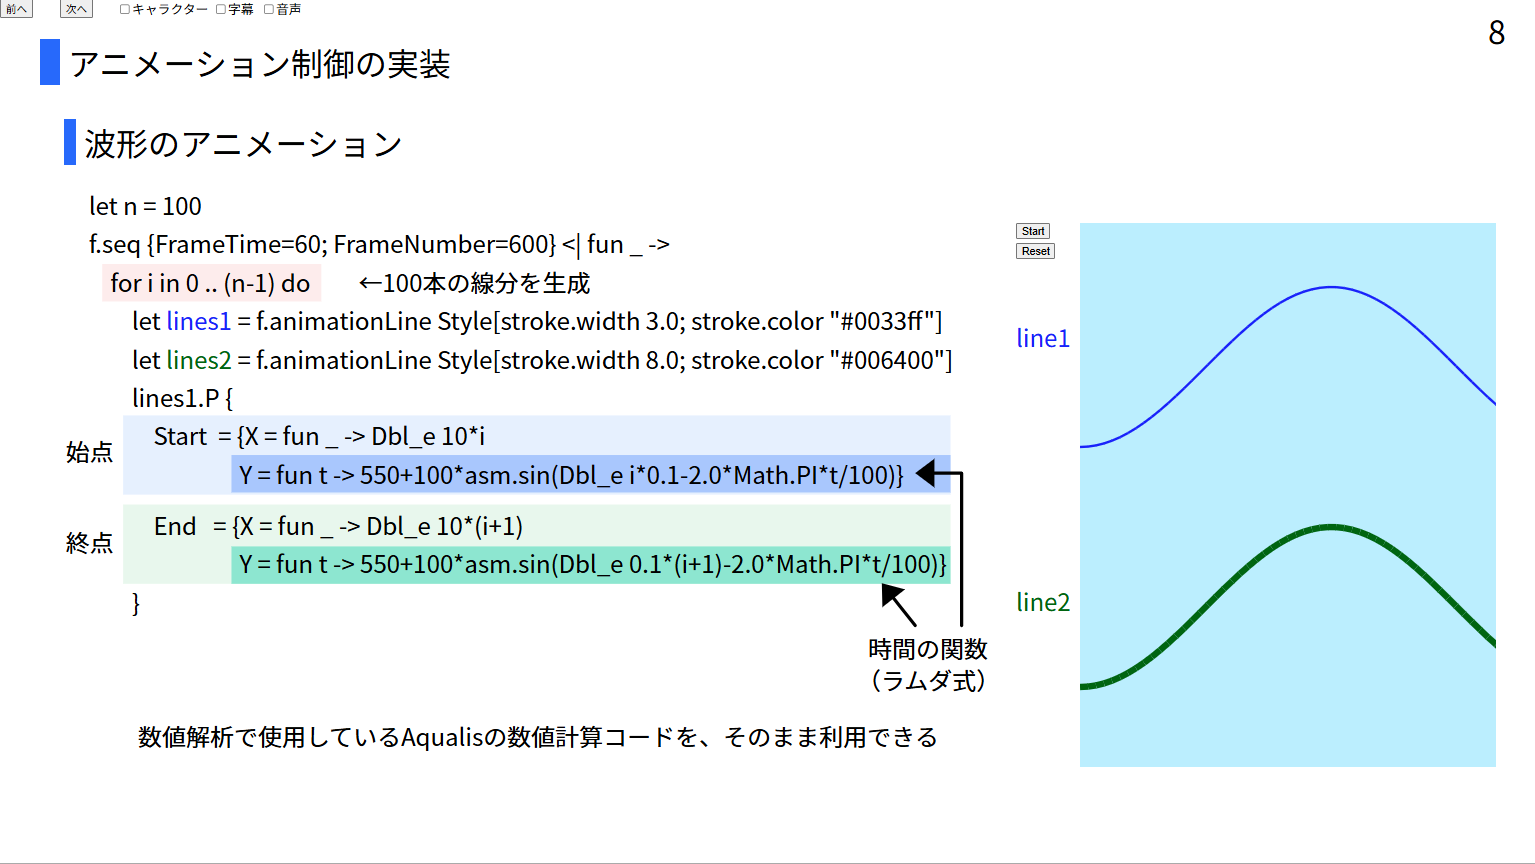 前へ 次へ キャラクター 字幕 音声
8
アニメーション制御の実装
波形のアニメーション
let n = 100
f.seq {FrameTime=60; FrameNumber=600} <| fun _ ->
for i in 0 .. (n-1) do ←100本の線分を生成
let lines1 = f.animationLine Style[stroke.width 3.0; stroke.color "#0033ff"]
let lines2 = f.animationLine Style[stroke.width 8.0; stroke.color "#006400"]
lines1.P {
始点
Start = {X = fun _ -> Dbl_e 10*i
Y = fun t -> 550+100*asm.sin(Dbl_e i*0.1-2.0*Math.PI*t/100)}
終点
End = {X = fun _ -> Dbl_e 10*(i+1)
Y = fun t -> 550+100*asm.sin(Dbl_e 0.1*(i+1)-2.0*Math.PI*t/100)}
}
時間の関数
（ラムダ式）
数値解析で使用しているAqualisの数値計算コードを、そのまま利用できる
Start
Reset
line1
line2